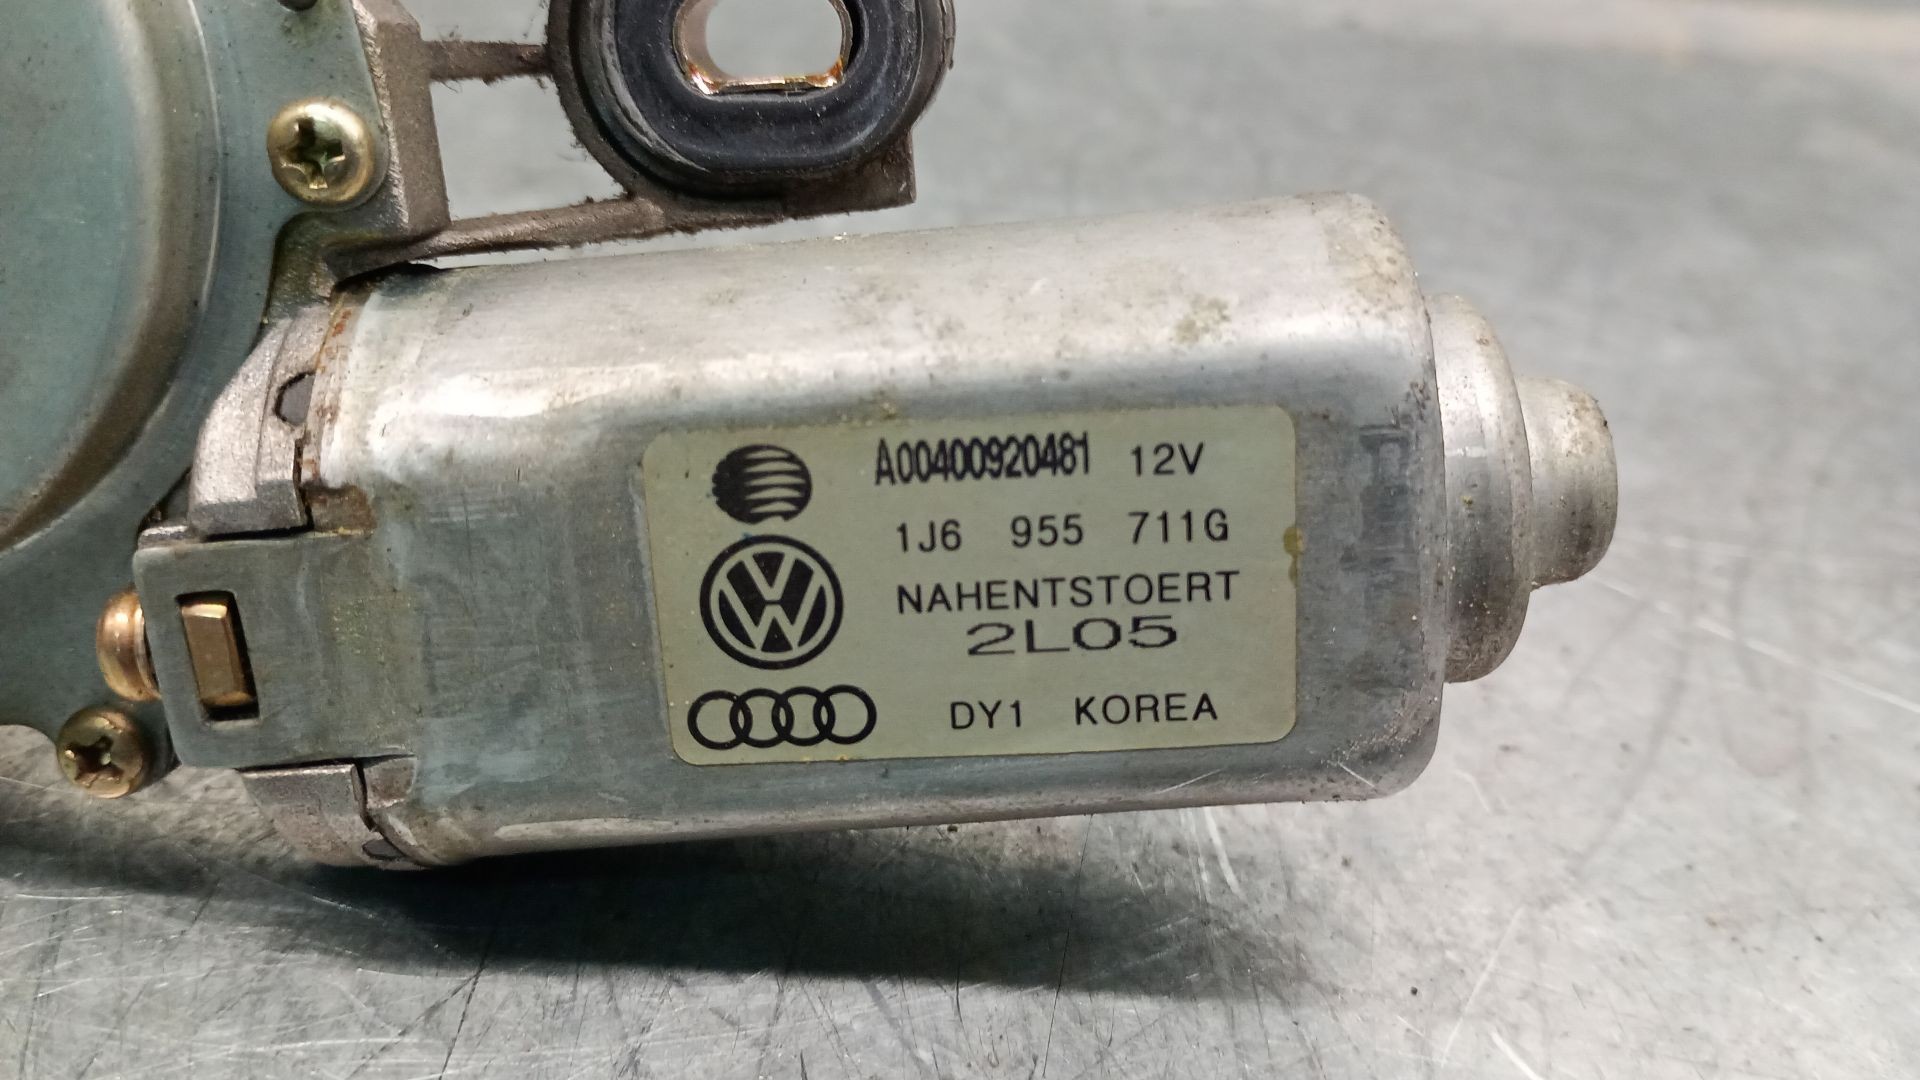 A00400920481 12V
1J6 955 711G
NAHENTSTOERT
2L05
DY1 KOREA